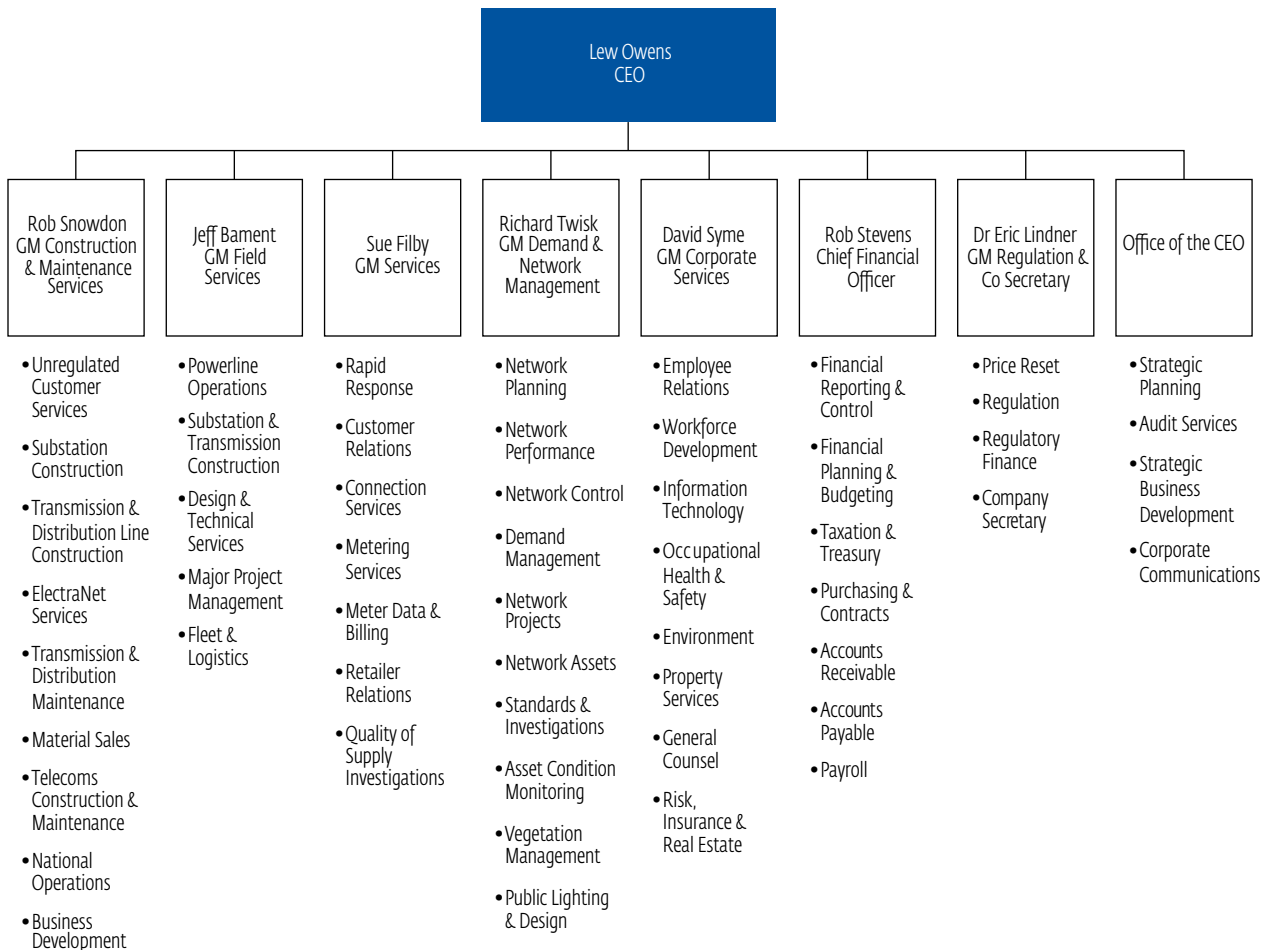 Lew Owens
CEO
Rob Snowdon
GM Construction
& Maintenance
Services
Jeff Bament
GM Field
Services
Sue Filby
GM Services
Richard Twisk
GM Demand &
Network
Management
David Syme
GM Corporate
Services
Rob Stevens
Chief Financial
Officer
Dr Eric Lindner
GM Regulation &
Co Secretary
Office of the CEO
• Unregulated
Customer
Services
• Substation
Construction
• Transmission &
Distribution Line
Construction
• ElectraNet
Services
• Transmission &
Distribution
Maintenance
• Material Sales
• Telecoms
Construction &
Maintenance
• National
Operations
• Business
Development
• Powerline
Operations
• Substation &
Transmission
Construction
• Design &
Technical
Services
• Major Project
Management
• Fleet &
Logistics
• Rapid
Response
• Customer
Relations
• Connection
Services
• Metering
Services
• Meter Data &
Billing
• Retailer
Relations
• Quality of
Supply
Investigations
• Network
Planning
• Network
Performance
• Network Control
• Demand
Management
• Network
Projects
• Network Assets
• Standards &
Investigations
• Asset Condition
Monitoring
• Vegetation
Management
• Public Lighting
& Design
• Employee
Relations
• Workforce
Development
• Information
Technology
• Occupational
Health &
Safety
• Environment
• Property
Services
• General
Counsel
• Risk,
Insurance &
Real Estate
• Financial
Reporting &
Control
• Financial
Planning &
Budgeting
• Taxation &
Treasury
• Purchasing &
Contracts
• Accounts
Receivable
• Accounts
Payable
• Payroll
• Price Reset
• Regulation
• Regulatory
Finance
• Company
Secretary
• Strategic
Planning
• Audit Services
• Strategic
Business
Development
• Corporate
Communications